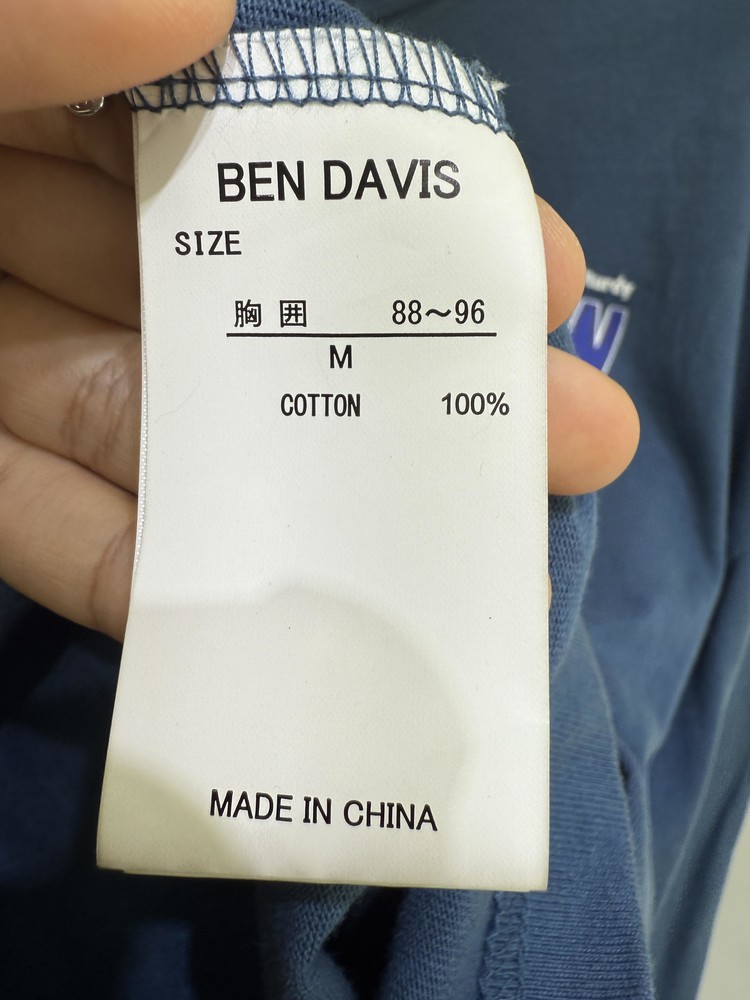 BEN DAVIS
SIZE
胸 囲 88〜96
M
COTTON 100%
MADE IN CHINA